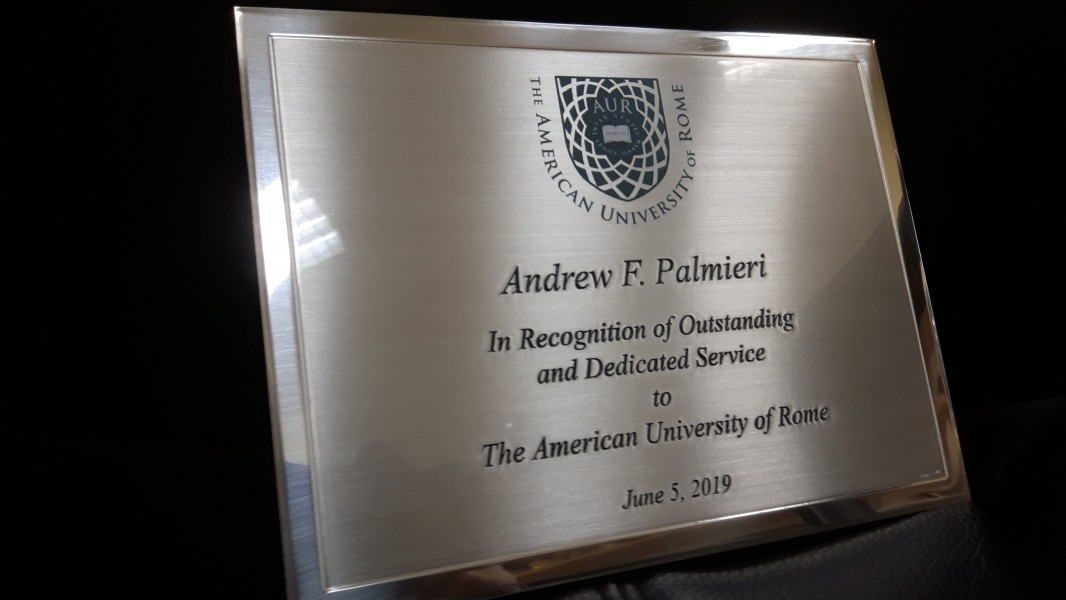 THE AMERICAN UNIVERSITY OF ROME
AUR
Andrew F. Palmieri
In Recognition of Outstanding
and Dedicated Service
to
The American University of Rome
June 5, 2019